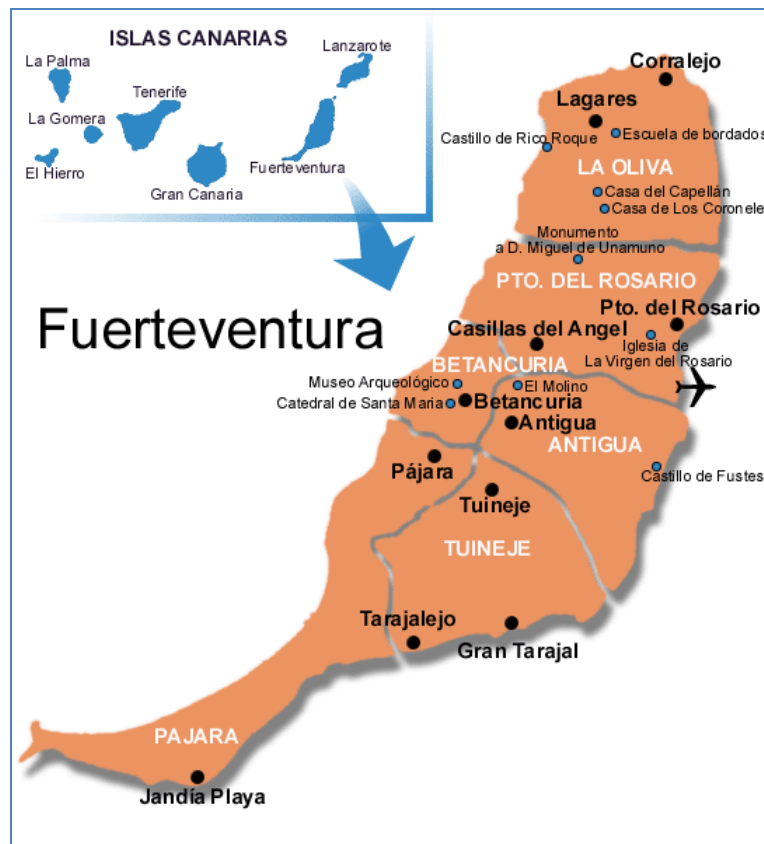 ISLAS CANARIAS
Lanzarote
La Palma
Tenerife
La Gomera
El Hierro
Gran Canaria
Fuerteventura
Corralejo
Lagares
Escuela de bordados
Castillo de Rico Roque
LA OLIVA
Casa del Capellán
Casa de Los Coronele
Monumento
a D. Miguel de Unamuno
PTO. DEL ROSARIO
Pto. del Rosario
Fuerteventura
Casillas del Angel
Iglesia de
La Virgen del Rosario
BETANCURIA
Museo Arqueológico
El Molino
Catedral de Santa Maria
Betancuria
Antigua
ANTIGUA
Pájara
Castillo de Fustes
Tuineje
TUINEJE
Tarajalejo
Gran Tarajal
PAJARA
Jandía Playa